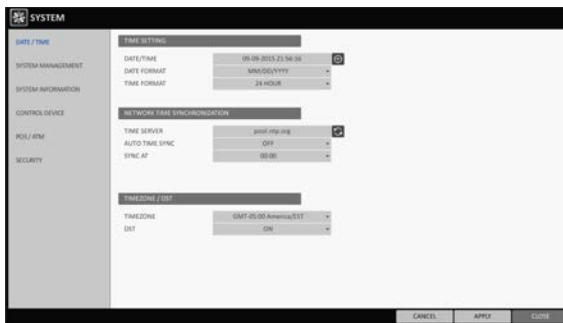 SYSTEM
DATE / TIME
SYSTEM MANAGEMENT
SYSTEM INFORMATION
CONTROL DEVICE
POS / ATM
SECURITY
TIME SETTING
DATE/TIME 09-09-2015 21:56:16
DATE FORMAT MM/DD/YYYY
TIME FORMAT 24 HOUR
NETWORK TIME SYNCHRONIZATION
TIME SERVER pool.ntp.org
AUTO TIME SYNC OFF
SYNC AT 00:00
TIMEZONE / DST
TIMEZONE GMT-05:00 America/EST
DST ON
CANCEL APPLY CLOSE